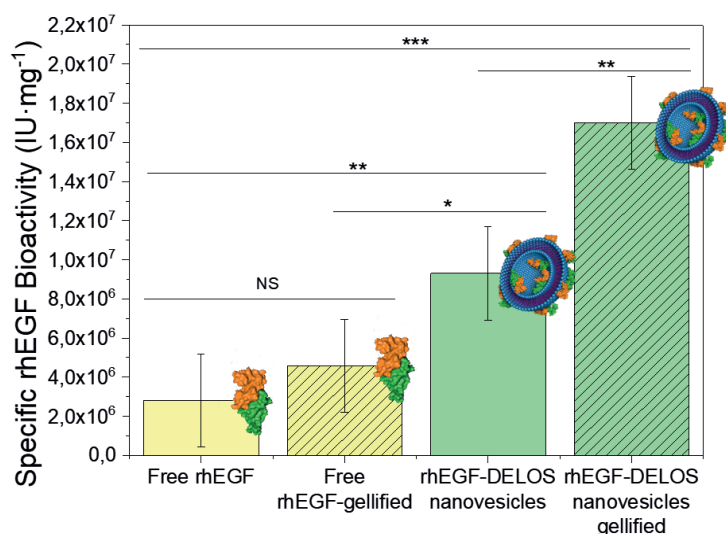 Specific rhEGF Bioactivity (IU·mg⁻¹)
2,2x10⁷
2,0x10⁷
1,8x10⁷
1,6x10⁷
1,4x10⁷
1,2x10⁷
1,0x10⁷
8,0x10⁶
6,0x10⁶
4,0x10⁶
2,0x10⁶
0,0
***
**
**
*
NS
Free rhEGF
Free
rhEGF-gellified
rhEGF-DELOS
nanovesicles
rhEGF-DELOS
nanovesicles
gellified